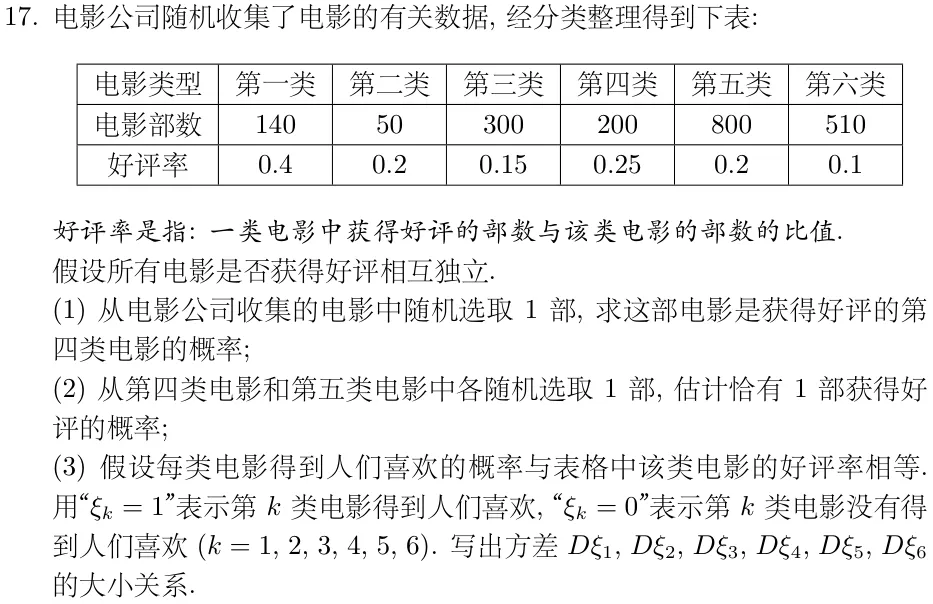 17. 电影公司随机收集了电影的有关数据, 经分类整理得到下表:
电影类型 第一类 第二类 第三类 第四类 第五类 第六类
电影部数 140 50 300 200 800 510
好评率 0.4 0.2 0.15 0.25 0.2 0.1
好评率是指: 一类电影中获得好评的部数与该类电影的部数的比值.
假设所有电影是否获得好评相互独立.
(1) 从电影公司收集的电影中随机选取 1 部, 求这部电影是获得好评的第
四类电影的概率;
(2) 从第四类电影和第五类电影中各随机选取 1 部, 估计恰有 1 部获得好
评的概率;
(3) 假设每类电影得到人们喜欢的概率与表格中该类电影的好评率相等.
用“ξₖ = 1”表示第 k 类电影得到人们喜欢, “ξₖ = 0”表示第 k 类电影没有得
到人们喜欢 (k = 1, 2, 3, 4, 5, 6). 写出方差 Dξ₁, Dξ₂, Dξ₃, Dξ₄, Dξ₅, Dξ₆
的大小关系.